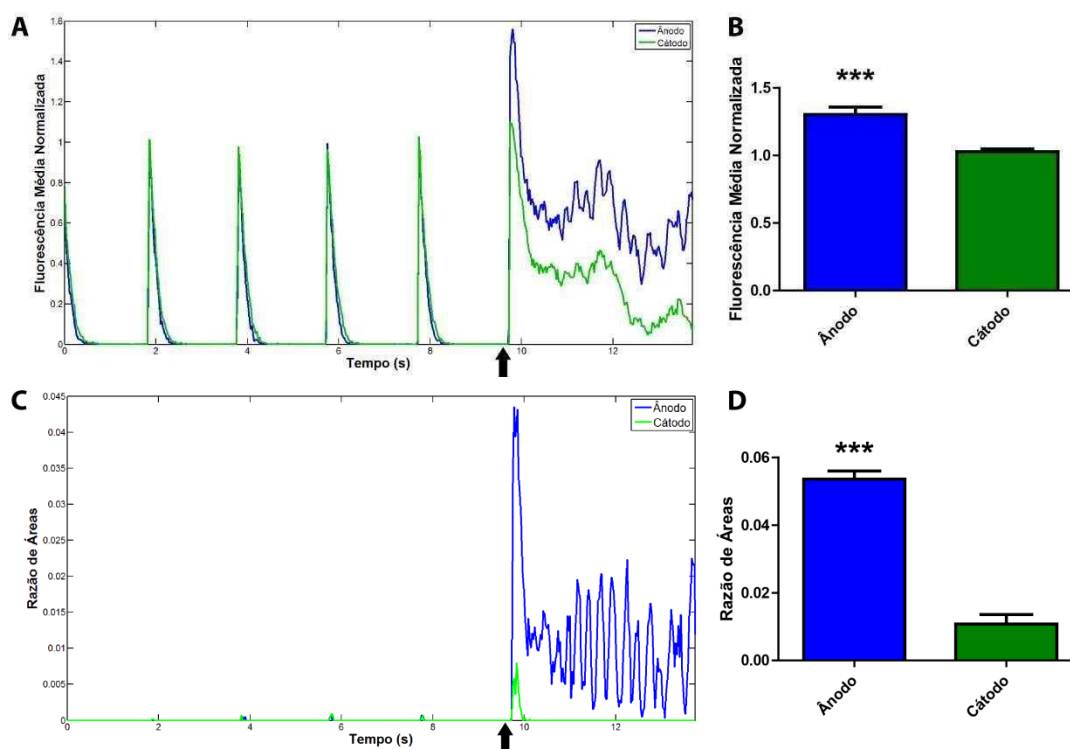 A
Fluorescência Média Normalizada
1.6
1.4
1.2
1
0.8
0.6
0.4
0.2
0
0 2 4 6 8 10 12
Tempo (s)
Ânodo
Cátodo
B
Fluorescência Média Normalizada
1.5
1.0
0.5
0.0
***
Ânodo
Cátodo
C
Razão de Áreas
0.045
0.04
0.035
0.03
0.025
0.02
0.015
0.01
0.005
0
0 2 4 6 8 10 12
Tempo (s)
Ânodo
Cátodo
D
Razão de Áreas
0.06
0.04
0.02
0.00
***
Ânodo
Cátodo